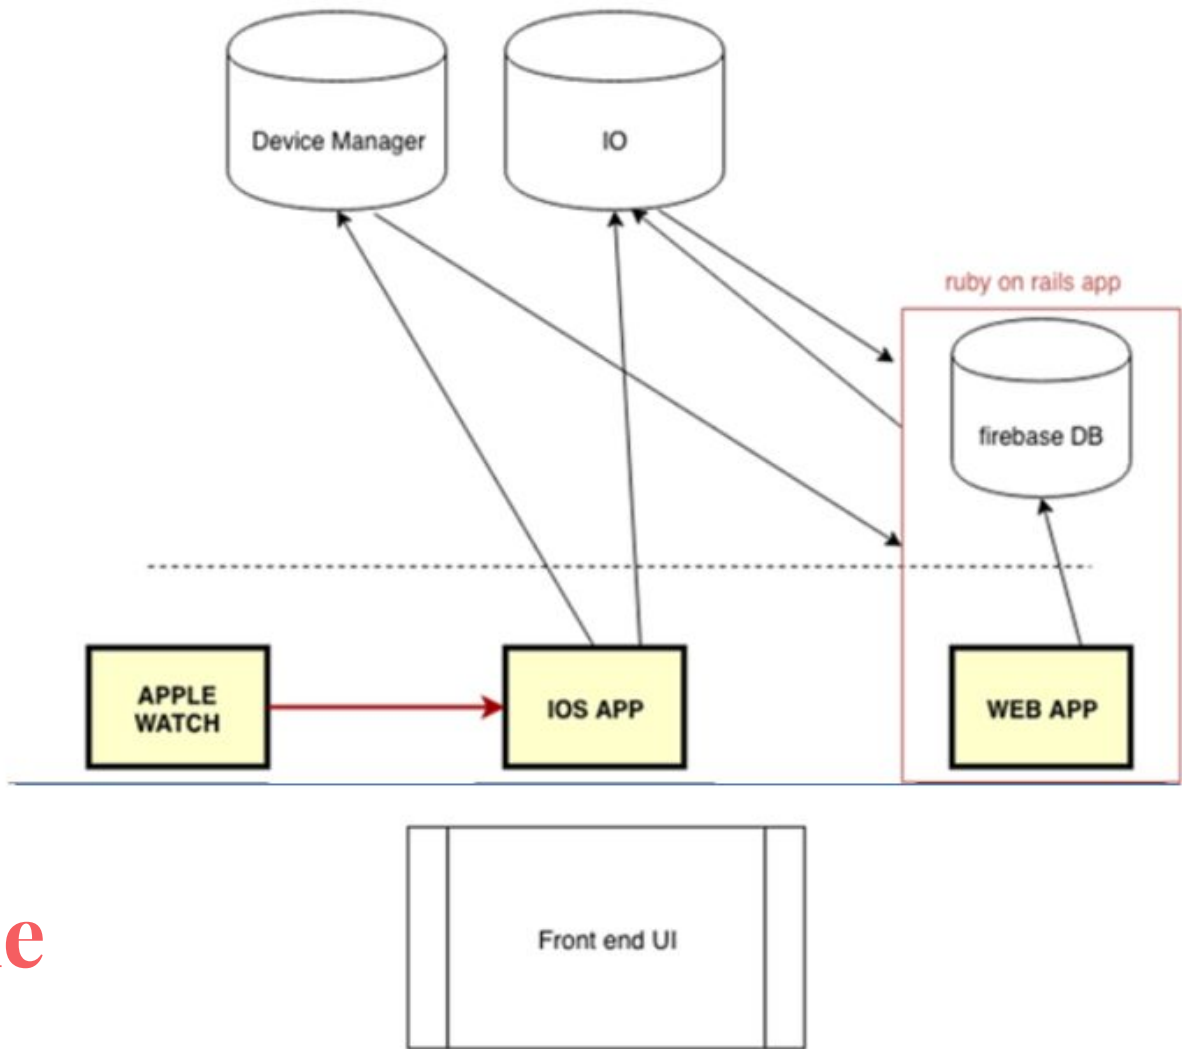 Device Manager
IO
ruby on rails app
firebase DB
APPLE
WATCH
IOS APP
WEB APP
Front end UI
e